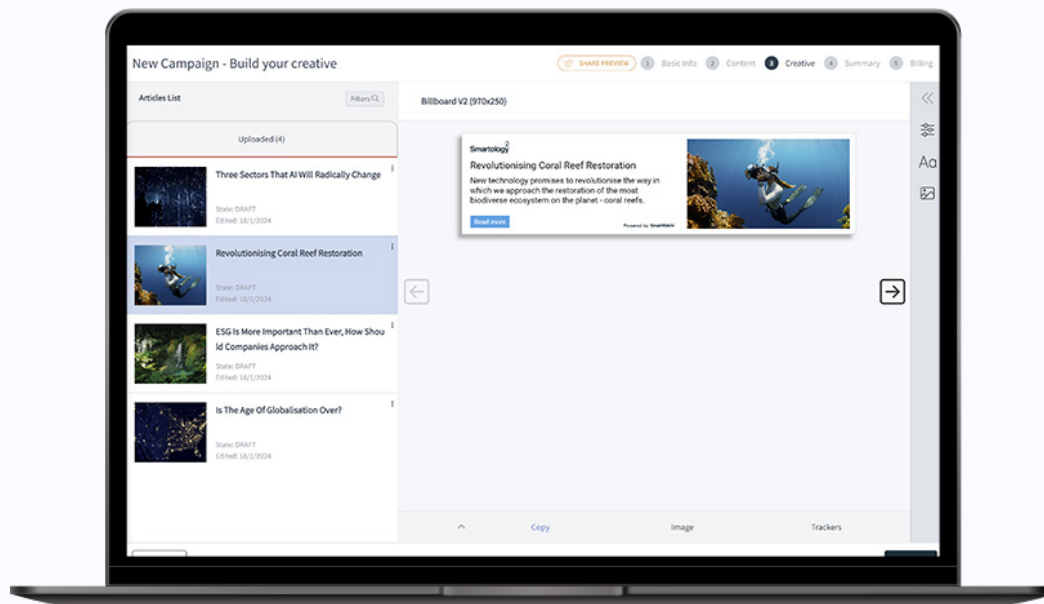 New Campaign - Build your creative
SHARE PREVIEW
1 Basic Info
2 Content
3 Creative
4 Summary
5 Billing
Articles List
Filters
Uploaded (4)
Three Sectors That AI Will Radically Change
State: DRAFT
Edited: 18/1/2024
Revolutionising Coral Reef Restoration
State: DRAFT
Edited: 18/1/2024
ESG Is More Important Than Ever, How Shou
ld Companies Approach It?
State: DRAFT
Edited: 18/1/2024
Is The Age Of Globalisation Over?
State: DRAFT
Edited: 18/1/2024
Billboard V2 (970x250)
Smartology
Revolutionising Coral Reef Restoration
New technology promises to revolutionise the way in
which we approach the restoration of the most
biodiverse ecosystem on the planet - coral reefs.
Read more
Powered by SmartMatch
Aa
Copy
Image
Trackers